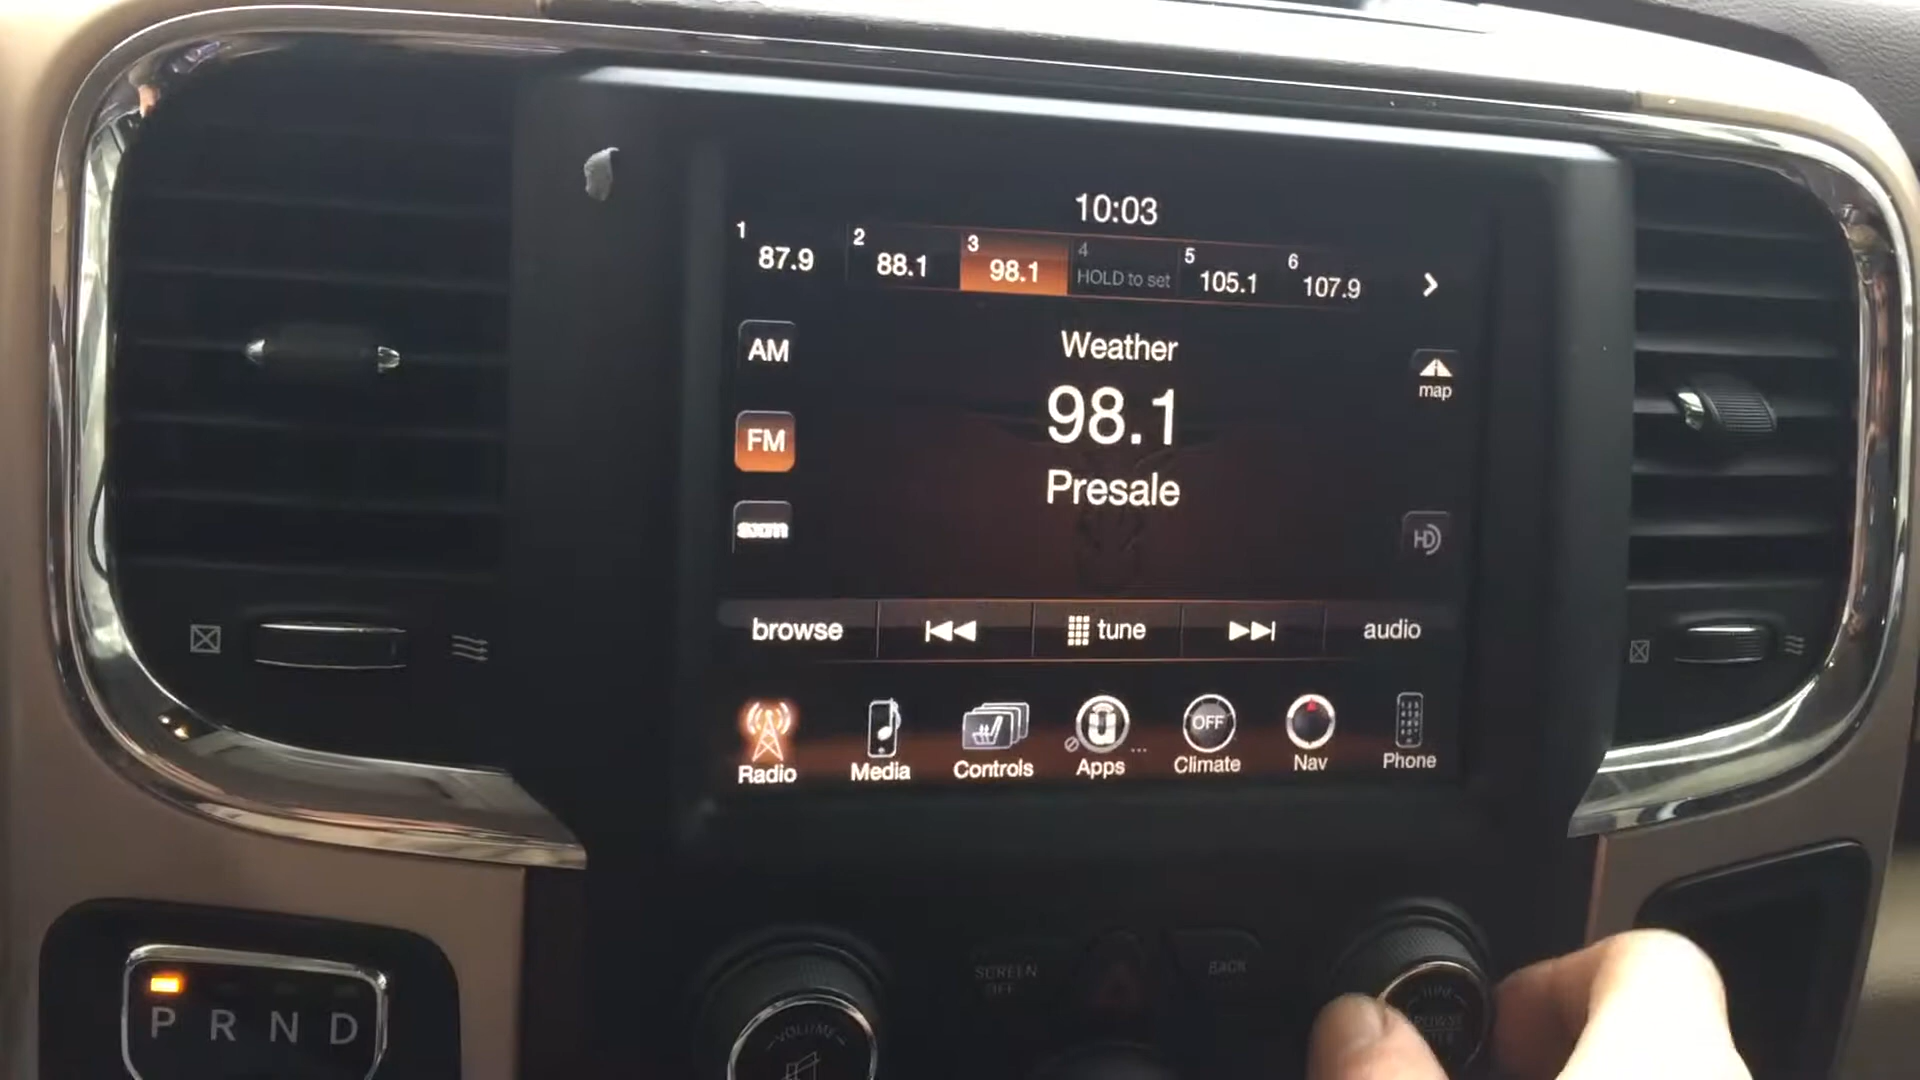 10:03
1 87.9 2 88.1 3 98.1 4 HOLD to set 5 105.1 6 107.9
AM
Weather
map
98.1
FM
Presale
sxm
HD
browse tune audio
OFF
Radio Media Controls Apps Climate Nav Phone
SCREEN OFF
BACK
TUNE
BROWSE
VOLUME
P R N D